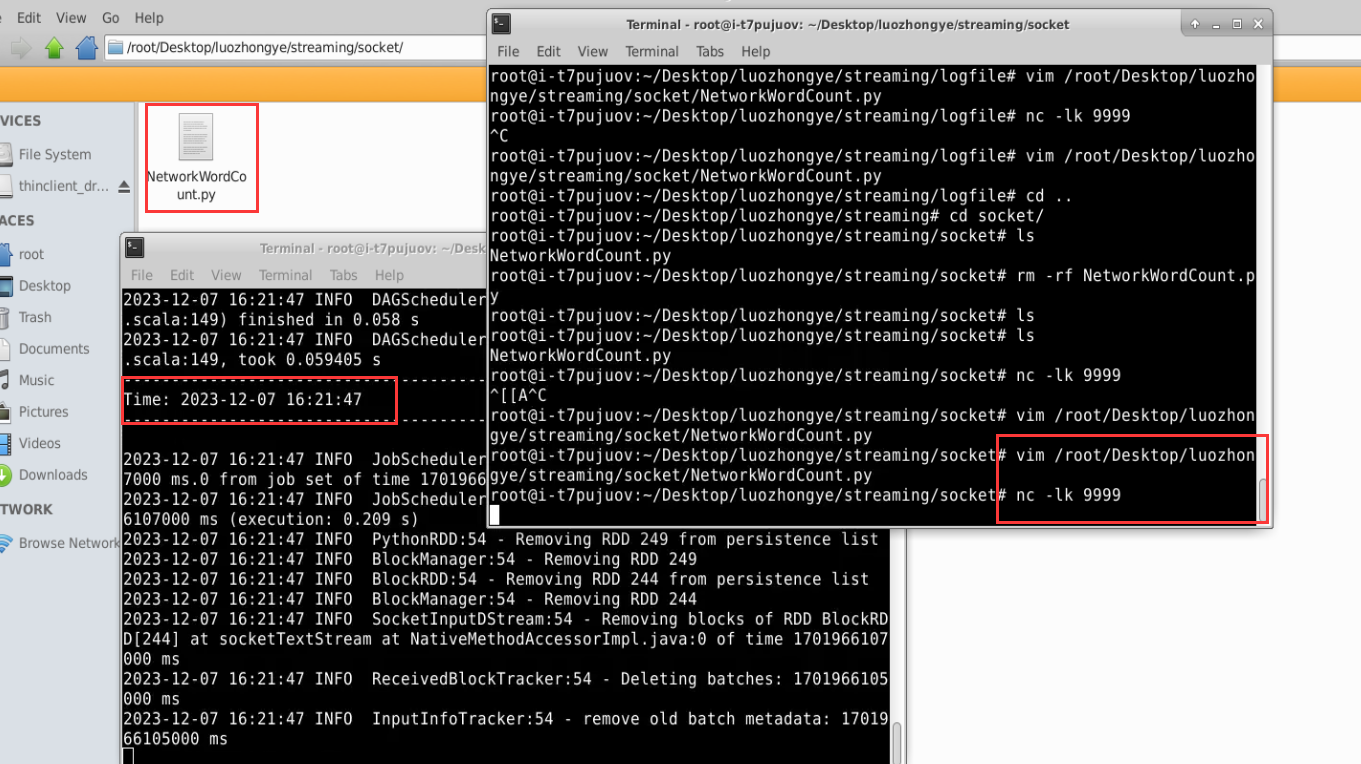 Edit View Go Help
/root/Desktop/luozhongye/streaming/socket/
VICES
File System
thinclient_dr...
ACES
root
Desktop
Trash
Documents
Music
Pictures
Videos
Downloads
TWORK
Browse Network
NetworkWordCo
unt.py
Terminal - root@i-t7pujuov: ~/Desk
File Edit View Terminal Tabs Help
2023-12-07 16:21:47 INFO  DAGScheduler
.scala:149) finished in 0.058 s
2023-12-07 16:21:47 INFO  DAGScheduler
.scala:149, took 0.059405 s
-------------------------------------------
Time: 2023-12-07 16:21:47
-------------------------------------------
2023-12-07 16:21:47 INFO  JobScheduler
7000 ms.0 from job set of time 170196
2023-12-07 16:21:47 INFO  JobScheduler
6107000 ms (execution: 0.209 s)
2023-12-07 16:21:47 INFO  PythonRDD:54 - Removing RDD 249 from persistence list
2023-12-07 16:21:47 INFO  BlockManager:54 - Removing RDD 249
2023-12-07 16:21:47 INFO  BlockRDD:54 - Removing RDD 244 from persistence list
2023-12-07 16:21:47 INFO  BlockManager:54 - Removing RDD 244
2023-12-07 16:21:47 INFO  SocketInputDStream:54 - Removing blocks of RDD BlockRD
D[244] at socketTextStream at NativeMethodAccessorImpl.java:0 of time 1701966107
000 ms
2023-12-07 16:21:47 INFO  ReceivedBlockTracker:54 - Deleting batches: 1701966105
000 ms
2023-12-07 16:21:47 INFO  InputInfoTracker:54 - remove old batch metadata: 17019
66105000 ms
Terminal - root@i-t7pujuov: ~/Desktop/luozhongye/streaming/socket
File Edit View Terminal Tabs Help
root@i-t7pujuov:~/Desktop/luozhongye/streaming/logfile# vim /root/Desktop/luozho
ngye/streaming/socket/NetworkWordCount.py
root@i-t7pujuov:~/Desktop/luozhongye/streaming/logfile# nc -lk 9999
^C
root@i-t7pujuov:~/Desktop/luozhongye/streaming/logfile# vim /root/Desktop/luozho
ngye/streaming/socket/NetworkWordCount.py
root@i-t7pujuov:~/Desktop/luozhongye/streaming/logfile# cd ..
root@i-t7pujuov:~/Desktop/luozhongye/streaming# cd socket/
root@i-t7pujuov:~/Desktop/luozhongye/streaming/socket# ls
NetworkWordCount.py
root@i-t7pujuov:~/Desktop/luozhongye/streaming/socket# rm -rf NetworkWordCount.p
y
root@i-t7pujuov:~/Desktop/luozhongye/streaming/socket# ls
root@i-t7pujuov:~/Desktop/luozhongye/streaming/socket# ls
NetworkWordCount.py
root@i-t7pujuov:~/Desktop/luozhongye/streaming/socket# nc -lk 9999
^[[A^C
root@i-t7pujuov:~/Desktop/luozhongye/streaming/socket# vim /root/Desktop/luozhon
gye/streaming/socket/NetworkWordCount.py
root@i-t7pujuov:~/Desktop/luozhongye/streaming/socket# vim /root/Desktop/luozhon
gye/streaming/socket/NetworkWordCount.py
root@i-t7pujuov:~/Desktop/luozhongye/streaming/socket# nc -lk 9999